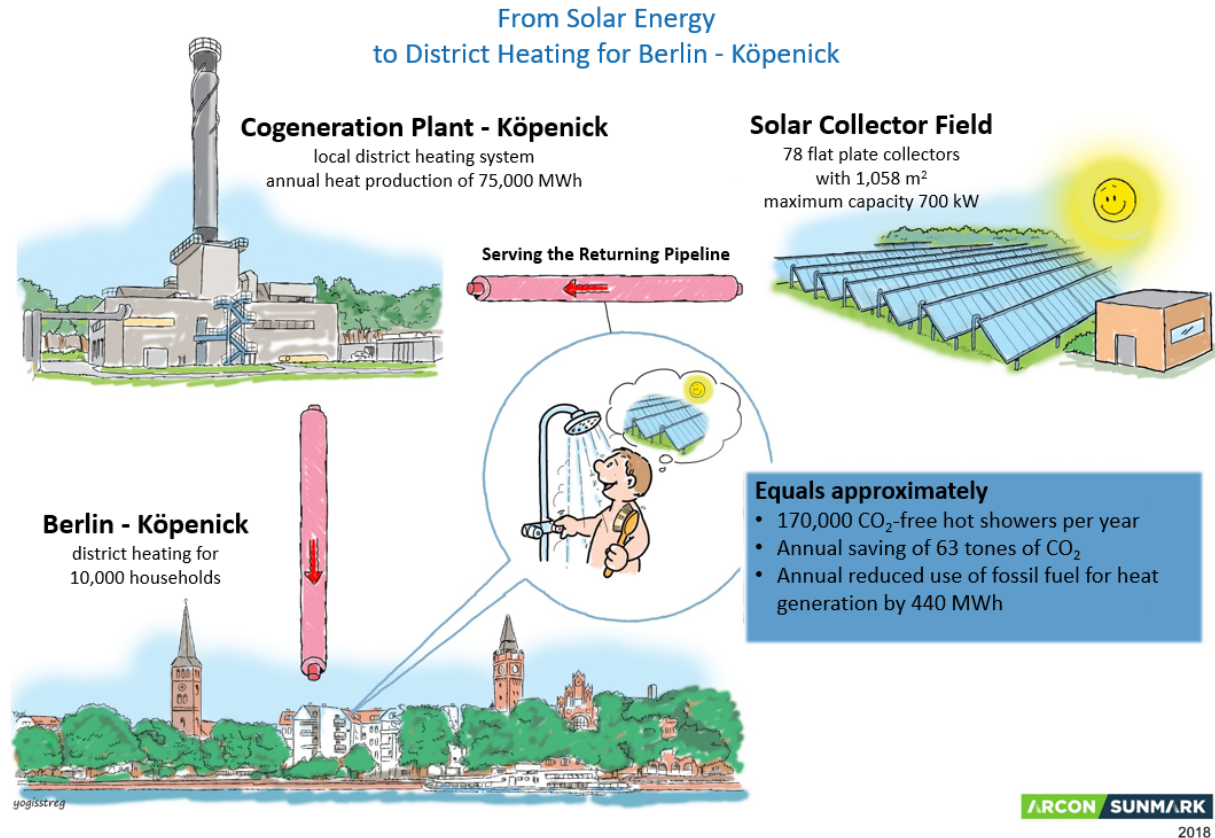 From Solar Energy
to District Heating for Berlin - Köpenick
Cogeneration Plant - Köpenick
local district heating system
annual heat production of 75,000 MWh
Solar Collector Field
78 flat plate collectors
with 1,058 m²
maximum capacity 700 kW
Serving the Returning Pipeline
Berlin - Köpenick
district heating for
10,000 households
Equals approximately
• 170,000 CO₂-free hot showers per year
• Annual saving of 63 tones of CO₂
• Annual reduced use of fossil fuel for heat
generation by 440 MWh
yogisstreg
ARCON SUNMARK
2018